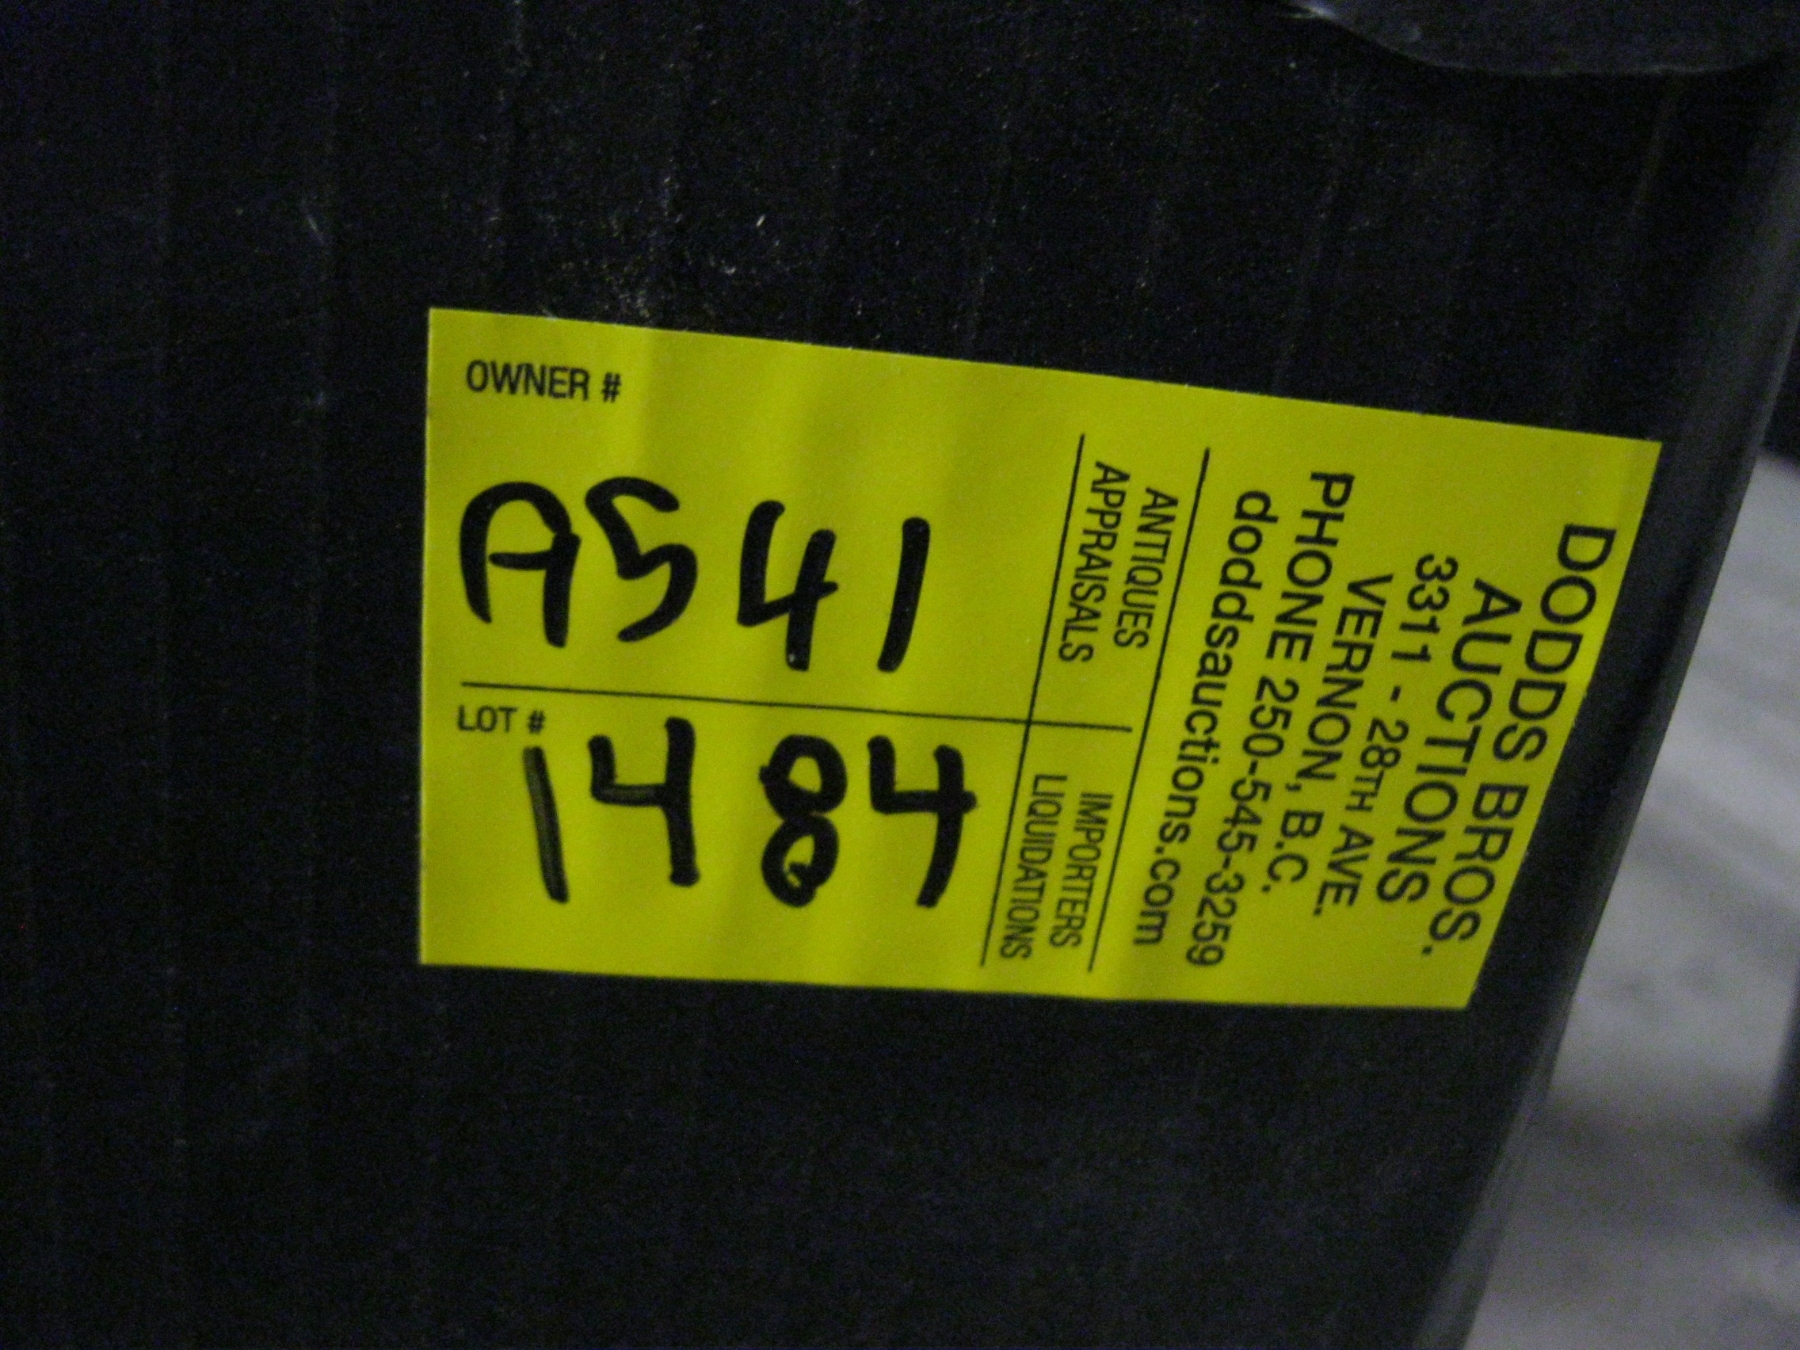 DODDS BROS.
AUCTIONS
3311 - 28TH AVE.
VERNON, B.C.
PHONE 250-545-3259
doddsauctions.com
ANTIQUES
APPRAISALS
IMPORTERS
LIQUIDATIONS
OWNER #
A541
LOT #
1484